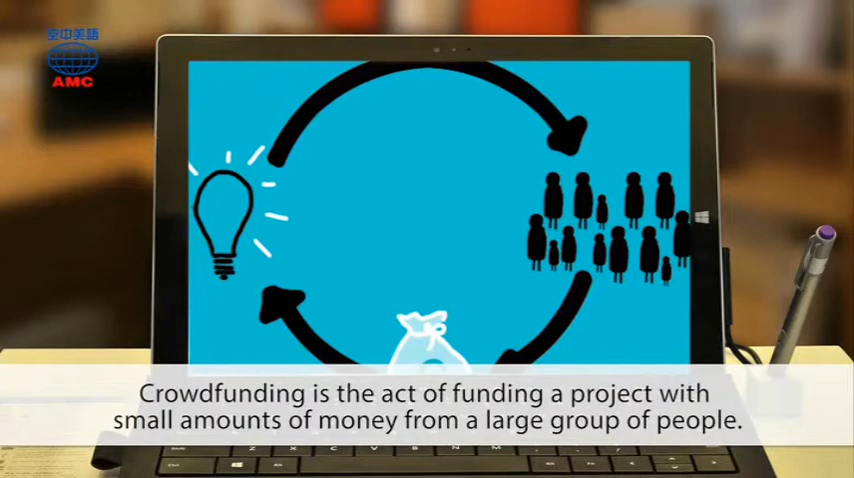 空中美語
AMC
Crowdfunding is the act of funding a project with
small amounts of money from a large group of people.